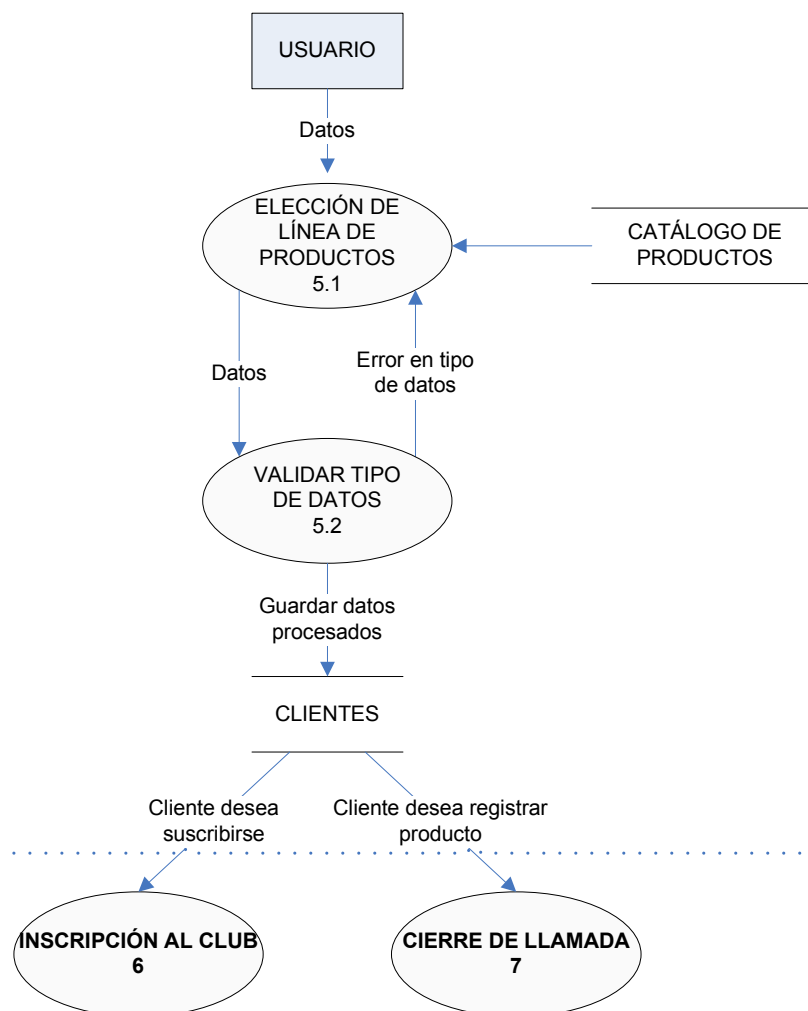 USUARIO
Datos
ELECCIÓN DE
LÍNEA DE
PRODUCTOS
5.1
CATÁLOGO DE
PRODUCTOS
Datos
Error en tipo
de datos
VALIDAR TIPO
DE DATOS
5.2
Guardar datos
procesados
CLIENTES
Cliente desea
suscribirse
Cliente desea registrar
producto
INSCRIPCIÓN AL CLUB
6
CIERRE DE LLAMADA
7